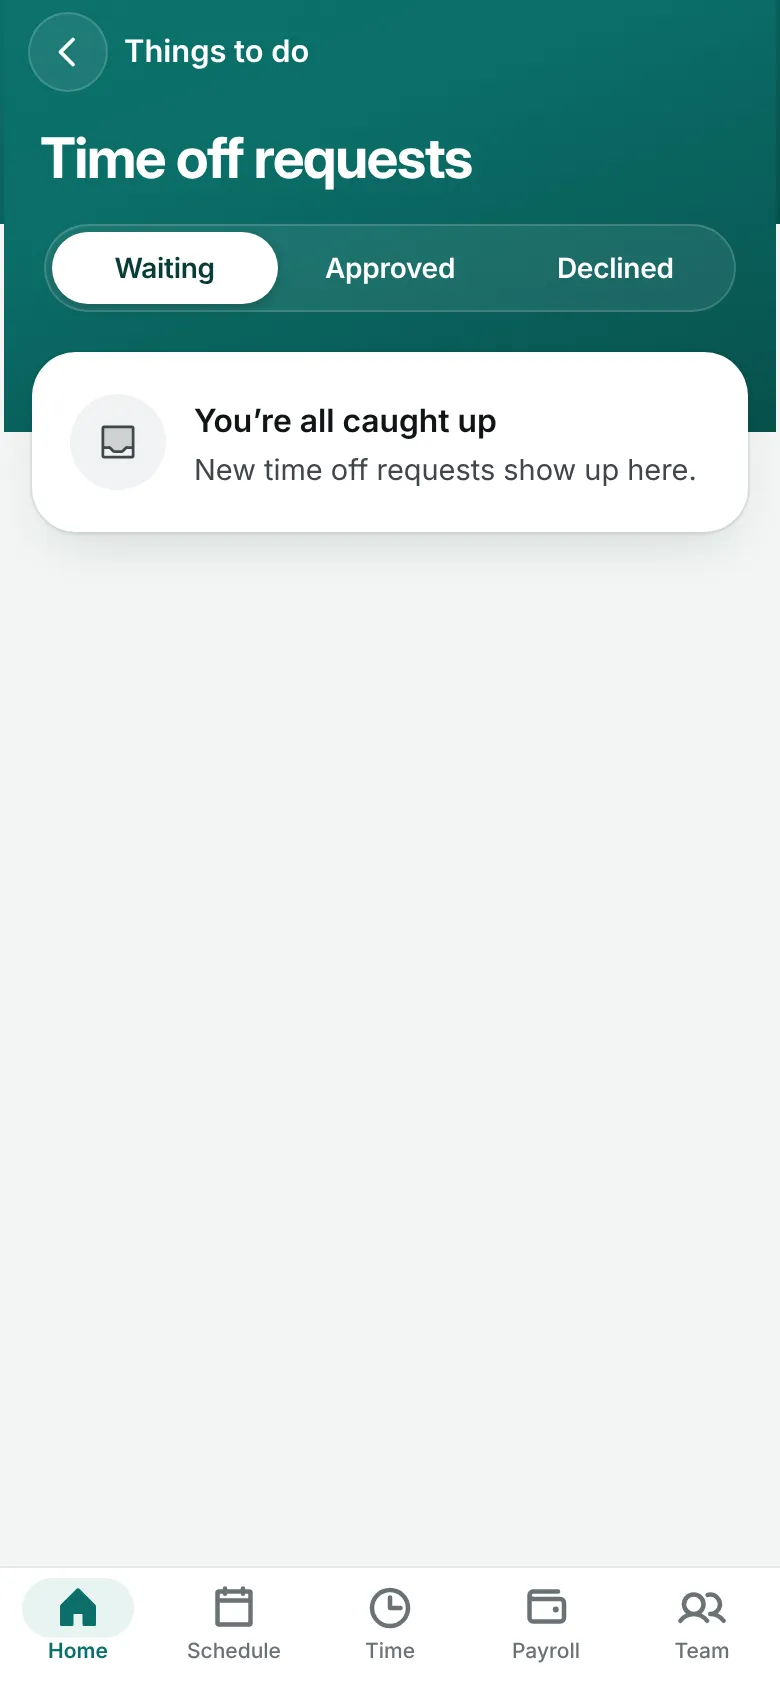 Things to do
Time off requests
Waiting
Approved
Declined
You’re all caught up
New time off requests show up here.
Home
Schedule
Time
Payroll
Team